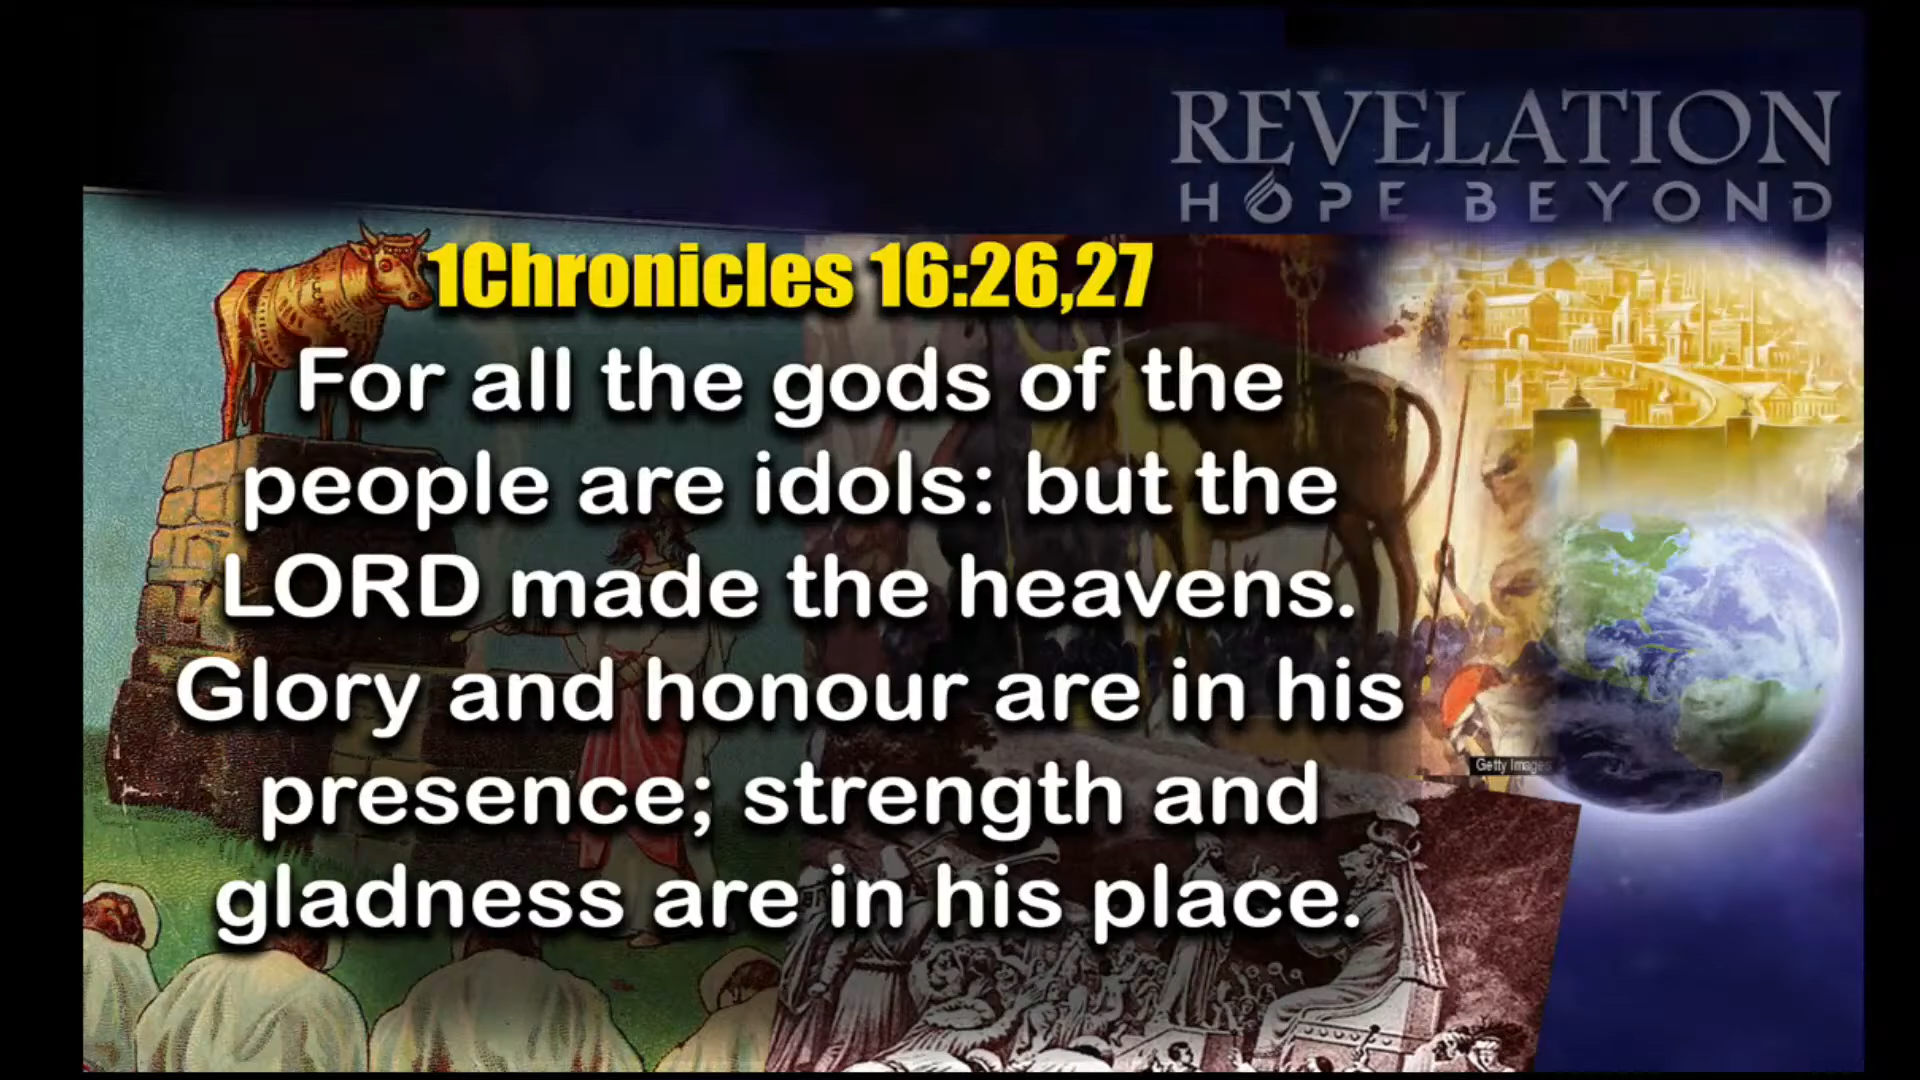 REVELATION
HOPE BEYOND
1Chronicles 16:26,27
For all the gods of the
people are idols: but the
LORD made the heavens.
Glory and honour are in his
presence; strength and
gladness are in his place.
Getty Images